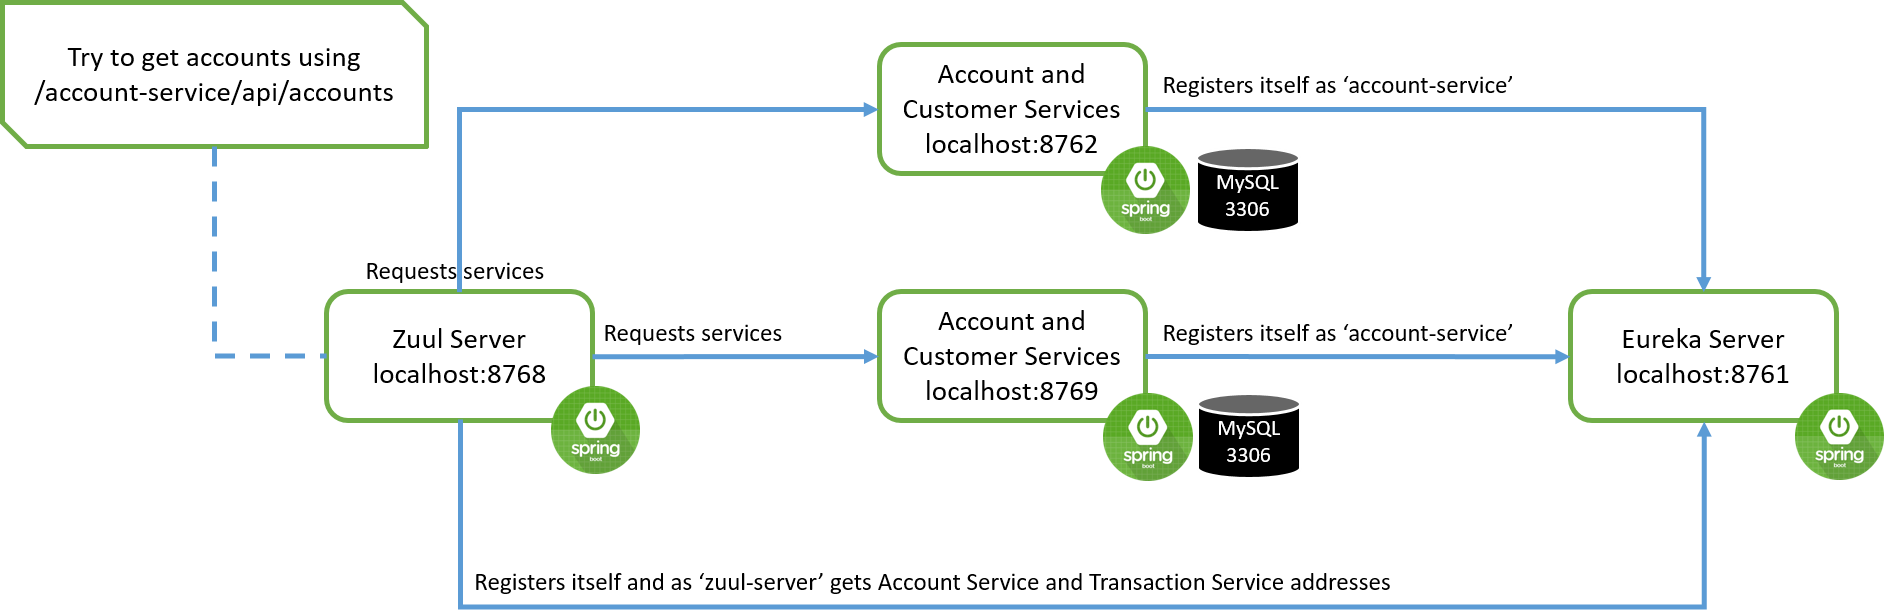 Try to get accounts using
/account-service/api/accounts
Account and
Customer Services
localhost:8762
Registers itself as ‘account-service’
spring
boot
MySQL
3306
Requests services
Zuul Server
localhost:8768
spring
boot
Requests services
Account and
Customer Services
localhost:8769
Registers itself as ‘account-service’
spring
boot
MySQL
3306
Eureka Server
localhost:8761
spring
boot
Registers itself and as ‘zuul-server’ gets Account Service and Transaction Service addresses